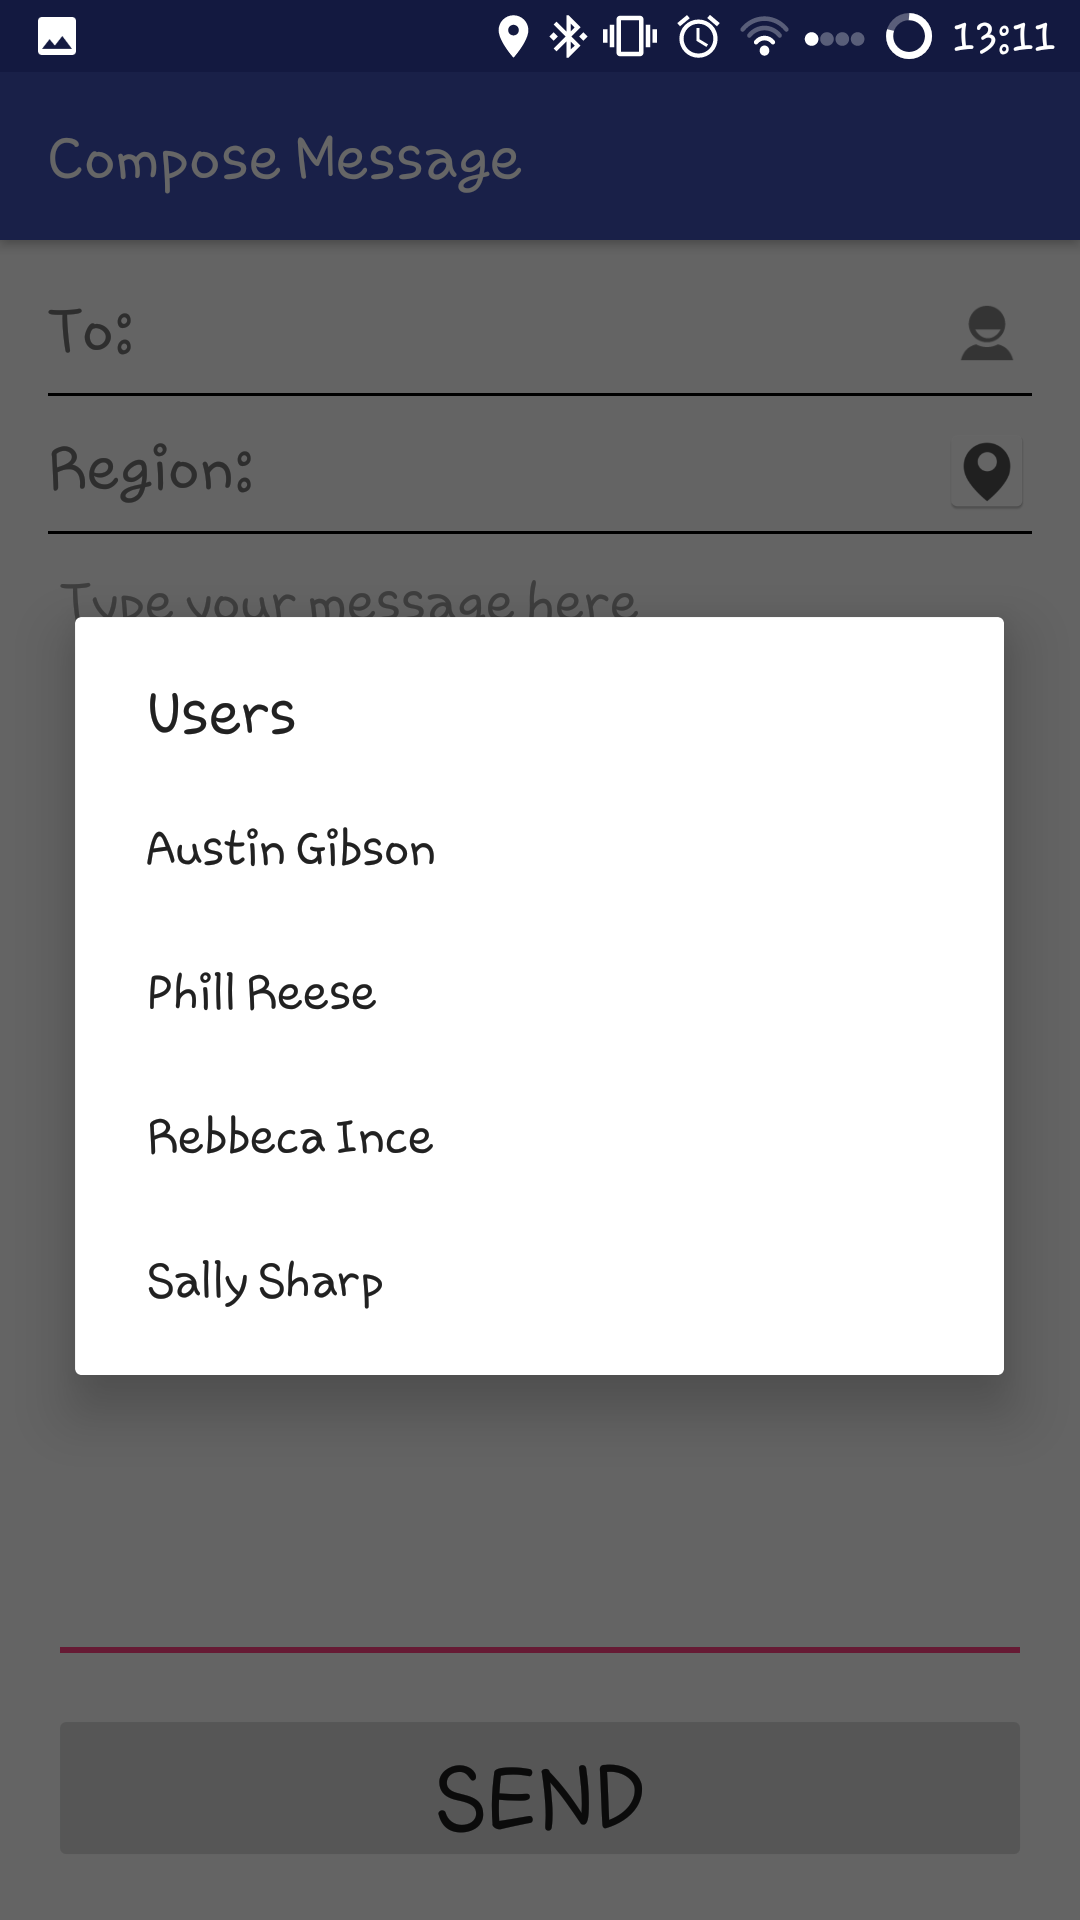 13:11
Compose Message
To:
Region:
Type your message here
Users
Austin Gibson
Phill Reese
Rebbeca Ince
Sally Sharp
SEND